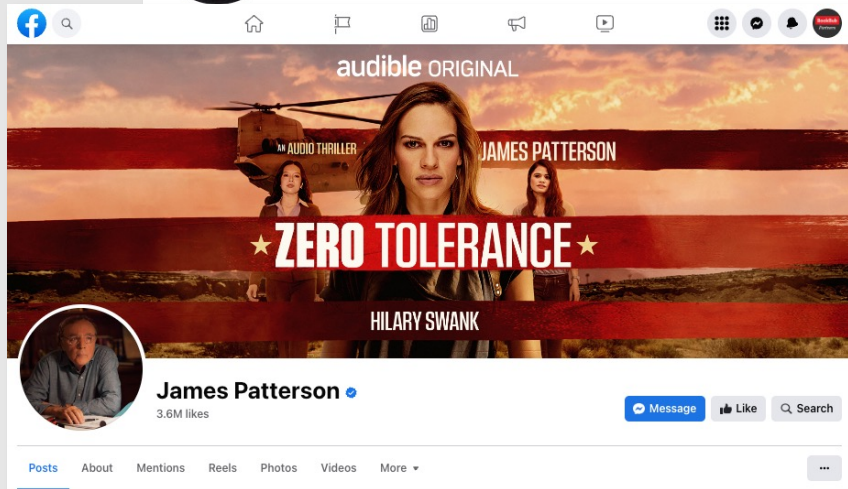 audible ORIGINAL
AN AUDIO THRILLER
JAMES PATTERSON
ZERO TOLERANCE
HILARY SWANK
James Patterson
3.6M likes
Message
Like
Search
Posts
About
Mentions
Reels
Photos
Videos
More